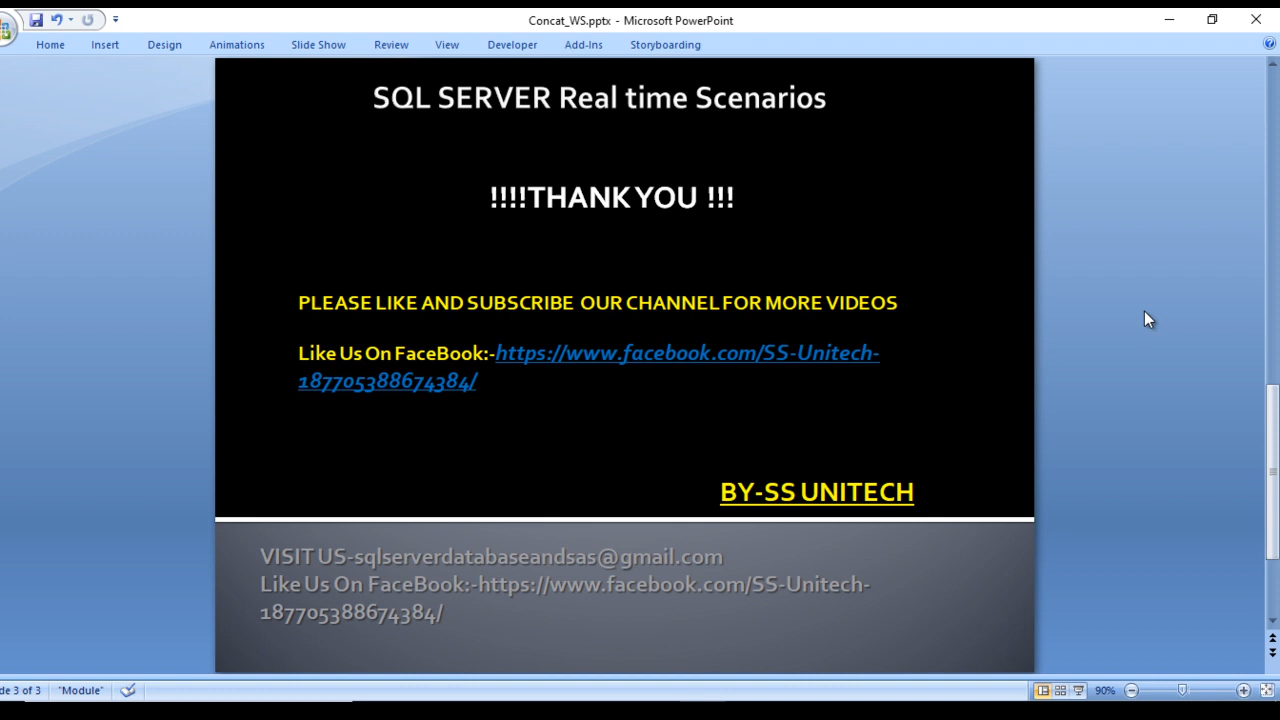 Concat_WS.pptx - Microsoft PowerPoint
Home Insert Design Animations Slide Show Review View Developer Add-Ins Storyboarding
SQL SERVER Real time Scenarios
!!!!THANK YOU !!!
PLEASE LIKE AND SUBSCRIBE OUR CHANNEL FOR MORE VIDEOS
Like Us On FaceBook:-https://www.facebook.com/SS-Unitech-
187705388674384/
BY-SS UNITECH
VISIT US-sqlserverdatabaseandsas@gmail.com
Like Us On FaceBook:-https://www.facebook.com/SS-Unitech-
187705388674384/
de 3 of 3 "Module" 90%